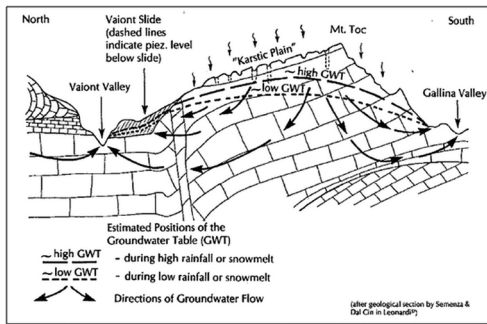 North
Vaiont Slide
(dashed lines
indicate piez. level
below slide)
Mt. Toc
South
"Karstic Plain"
~ high GWT
~ low GWT
Vaiont Valley
Gallina Valley
Estimated Positions of the
Groundwater Table (GWT)
~ high GWT - during high rainfall or snowmelt
~ low GWT - during low rainfall or snowmelt
Directions of Groundwater Flow
(after geological section by Semenza &
Dal Cin in Leonardi